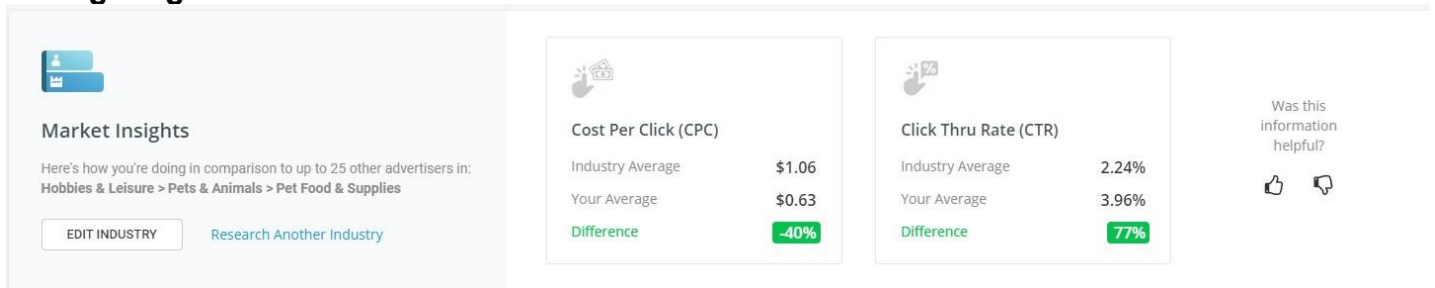 Market Insights
Here's how you're doing in comparison to up to 25 other advertisers in:
Hobbies & Leisure > Pets & Animals > Pet Food & Supplies
EDIT INDUSTRY Research Another Industry
Cost Per Click (CPC)
Industry Average $1.06
Your Average $0.63
Difference -40%
Click Thru Rate (CTR)
Industry Average 2.24%
Your Average 3.96%
Difference 77%
Was this
information
helpful?